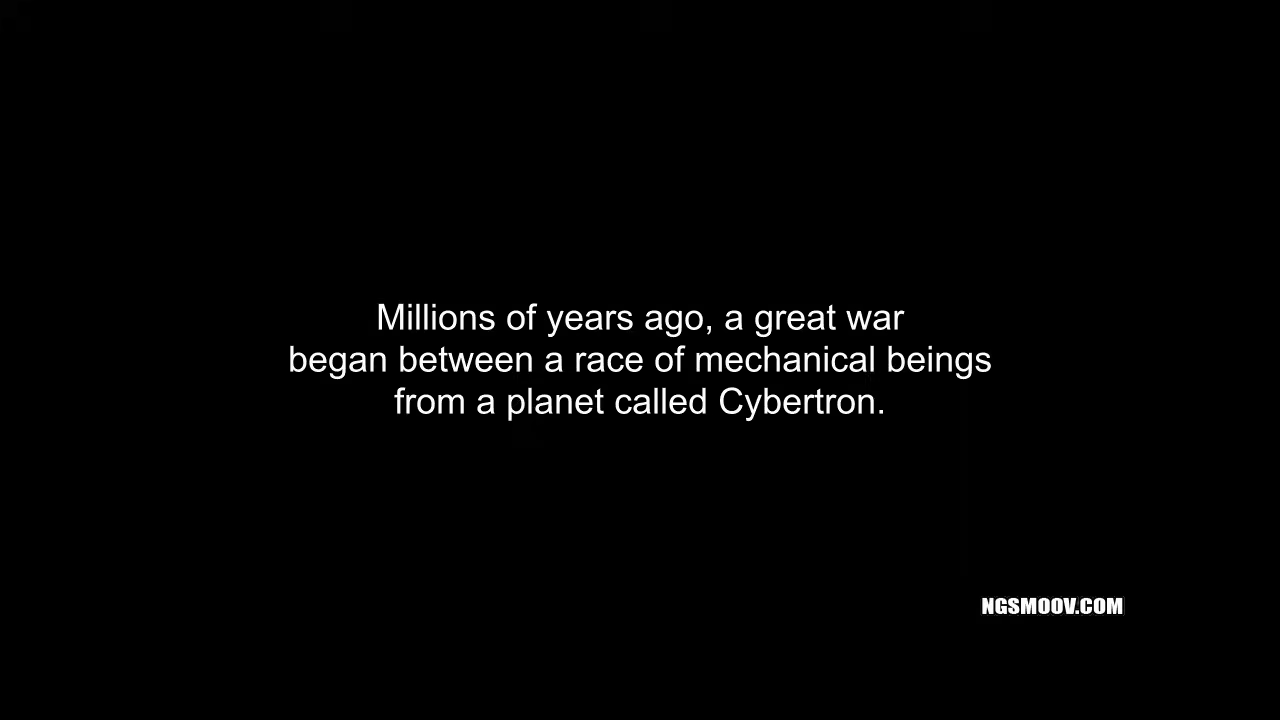 Millions of years ago, a great war
began between a race of mechanical beings
from a planet called Cybertron.
NGSMOOV.COM